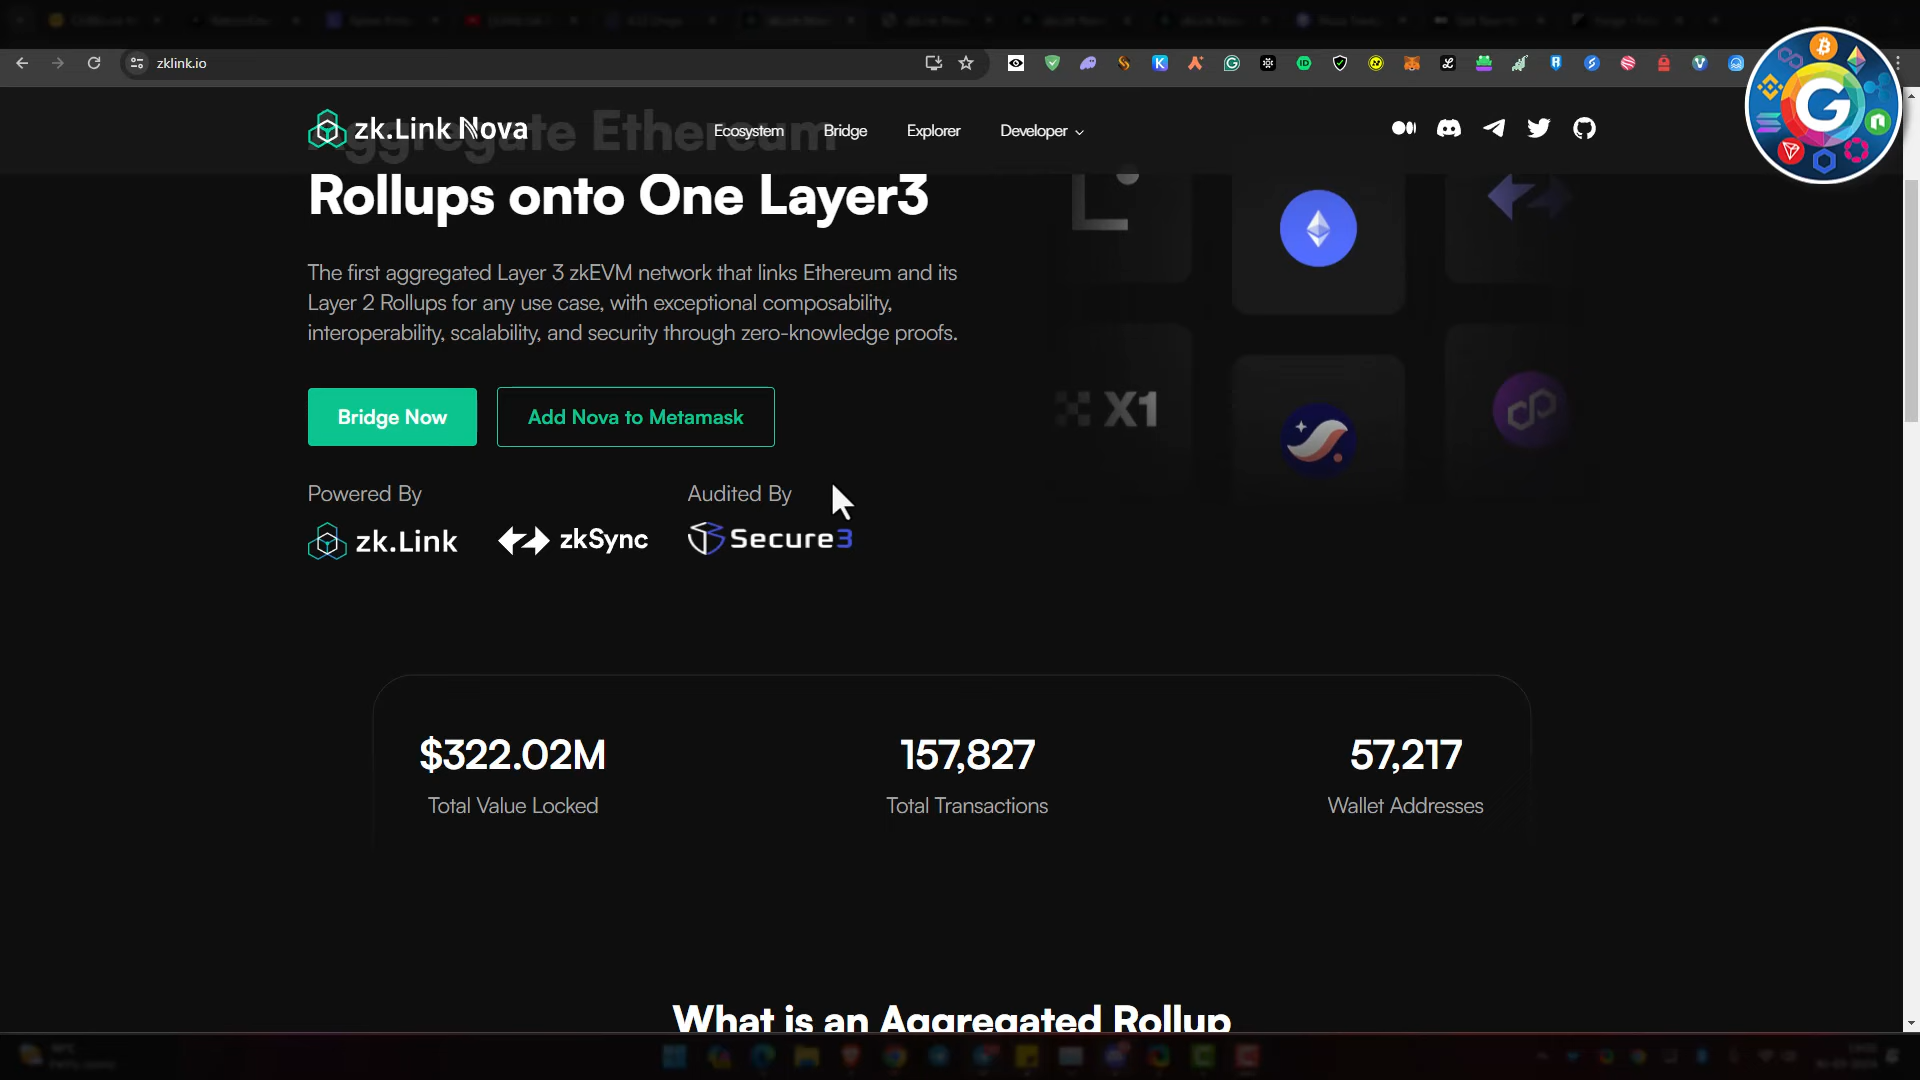 zklink.io
zk.Link Nova
Ecosystem
Bridge
Explorer
Developer
Aggregate Ethereum
Rollups onto One Layer3
The first aggregated Layer 3 zkEVM network that links Ethereum and its
Layer 2 Rollups for any use case, with exceptional composability,
interoperability, scalability, and security through zero-knowledge proofs.
Bridge Now
Add Nova to Metamask
X1
Powered By
Audited By
zk.Link
zkSync
Secure3
$322.02M
157,827
57,217
Total Value Locked
Total Transactions
Wallet Addresses
What is an Aggregated Rollup